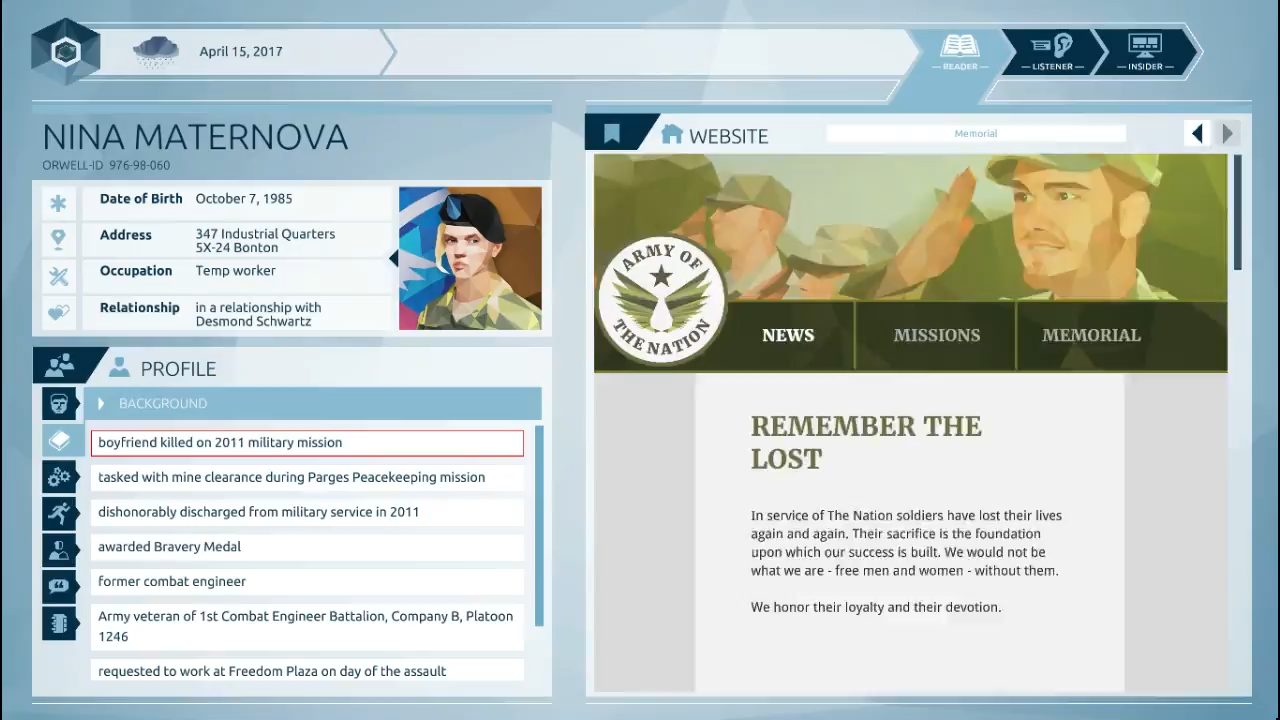 April 15, 2017
READER
LISTENER
INSIDER
NINA MATERNOVA
ORWELL-ID 976-98-060
Date of Birth October 7, 1985
Address 347 Industrial Quarters
5X-24 Bonton
Occupation Temp worker
Relationship in a relationship with
Desmond Schwartz
PROFILE
BACKGROUND
boyfriend killed on 2011 military mission
tasked with mine clearance during Parges Peacekeeping mission
dishonorably discharged from military service in 2011
awarded Bravery Medal
former combat engineer
Army veteran of 1st Combat Engineer Battalion, Company B, Platoon
1246
requested to work at Freedom Plaza on day of the assault
WEBSITE
Memorial
ARMY OF
THE NATION
NEWS
MISSIONS
MEMORIAL
REMEMBER THE
LOST
In service of The Nation soldiers have lost their lives
again and again. Their sacrifice is the foundation
upon which our success is built. We would not be
what we are - free men and women - without them.
We honor their loyalty and their devotion.